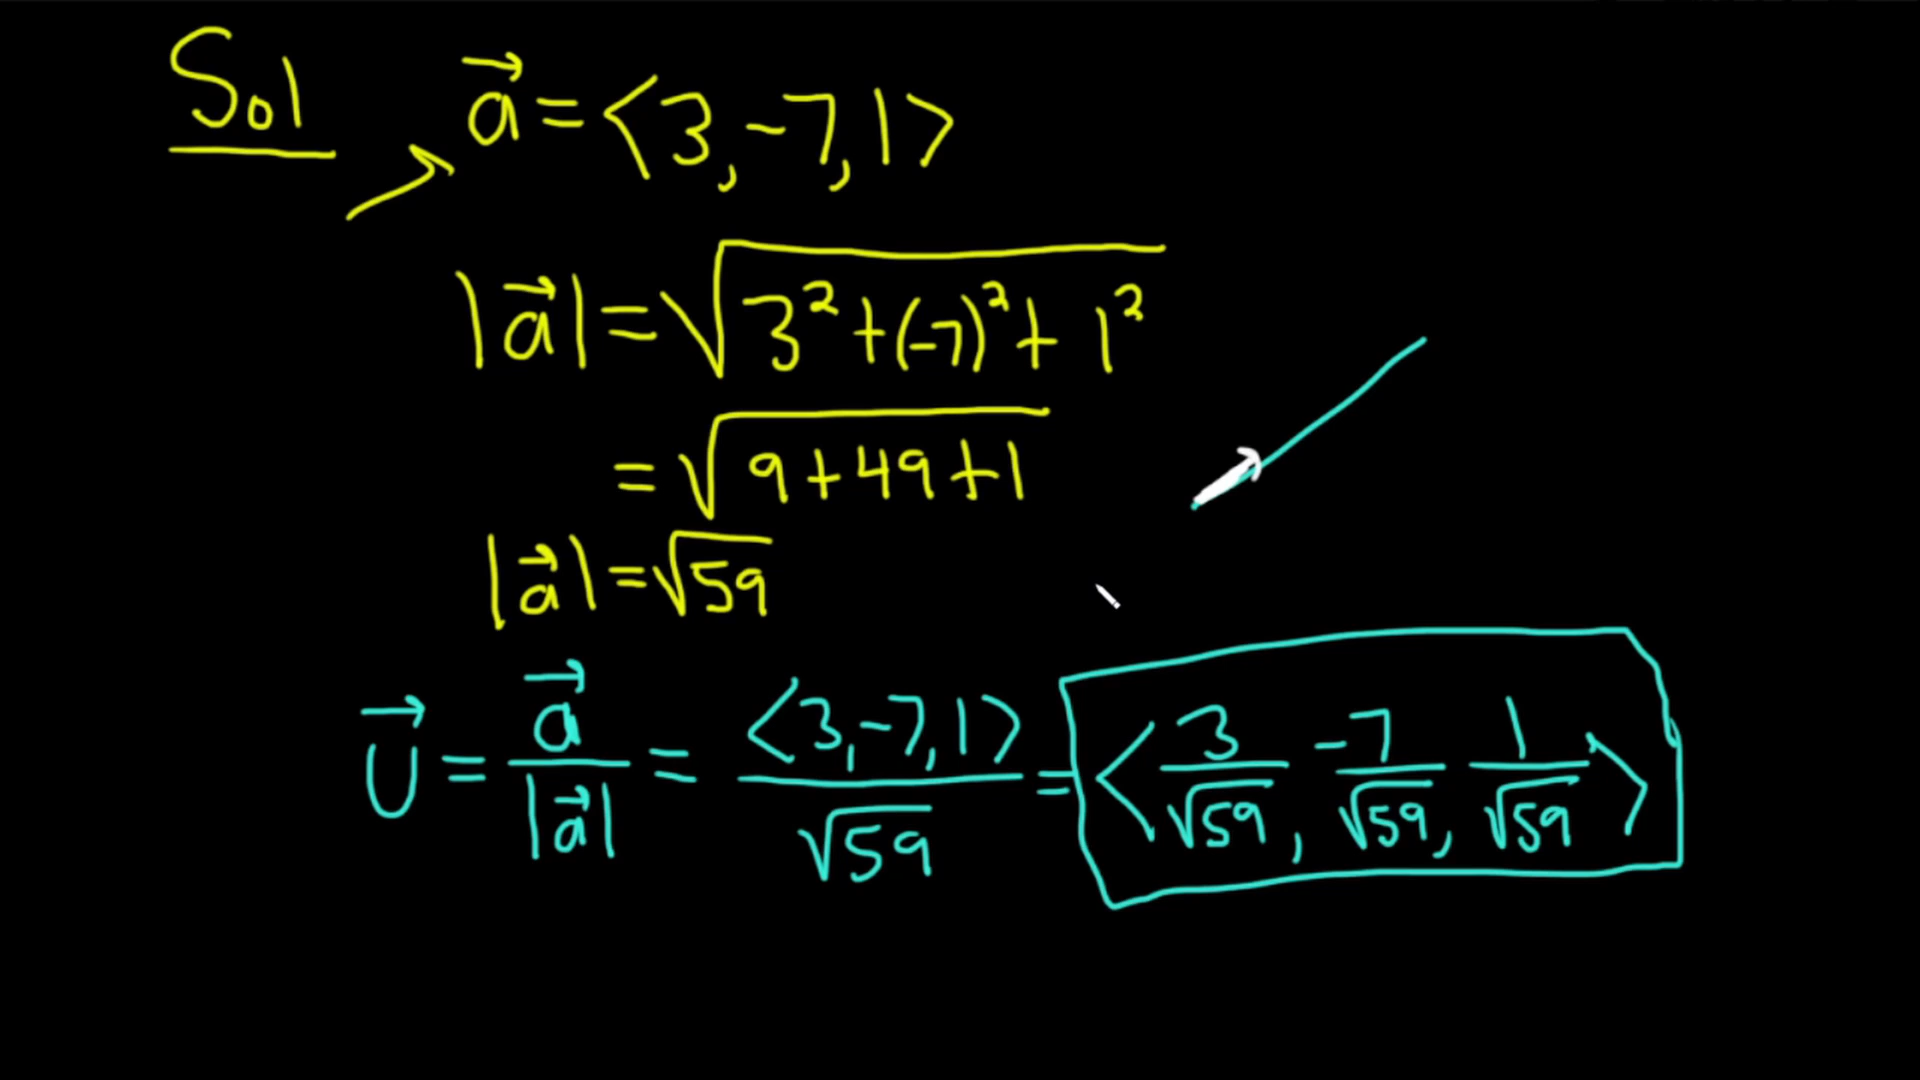 Sol
a⃗ = <3, -7, 1>
|a⃗| = √(3² + (-7)² + 1²)
= √(9 + 49 + 1)
|a⃗| = √59
U⃗ = a⃗/|a⃗| = <3, -7, 1>/√59 = <3/√59, -7/√59, 1/√59>